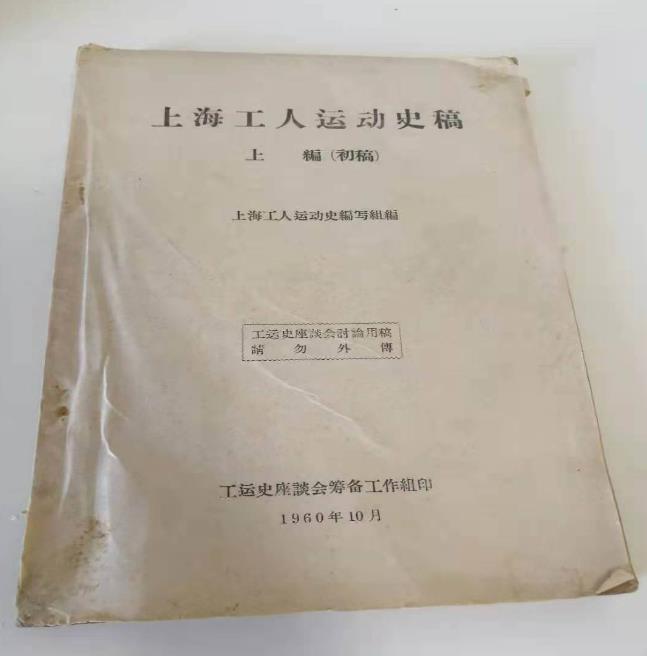 上海工人运动史稿
上 編(初稿)
上海工人运动史編写組編
工运史座談会討論用稿
請勿外傳
工运史座談会筹备工作組印
1960年10月